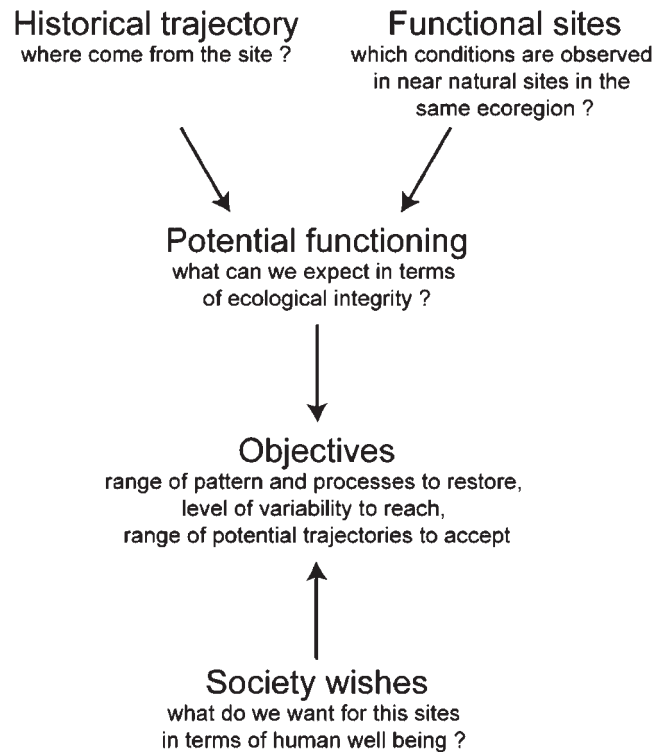 Historical trajectory
where come from the site ?
Functional sites
which conditions are observed
in near natural sites in the
same ecoregion ?
Potential functioning
what can we expect in terms
of ecological integrity ?
Objectives
range of pattern and processes to restore,
level of variability to reach,
range of potential trajectories to accept
Society wishes
what do we want for this sites
in terms of human well being ?